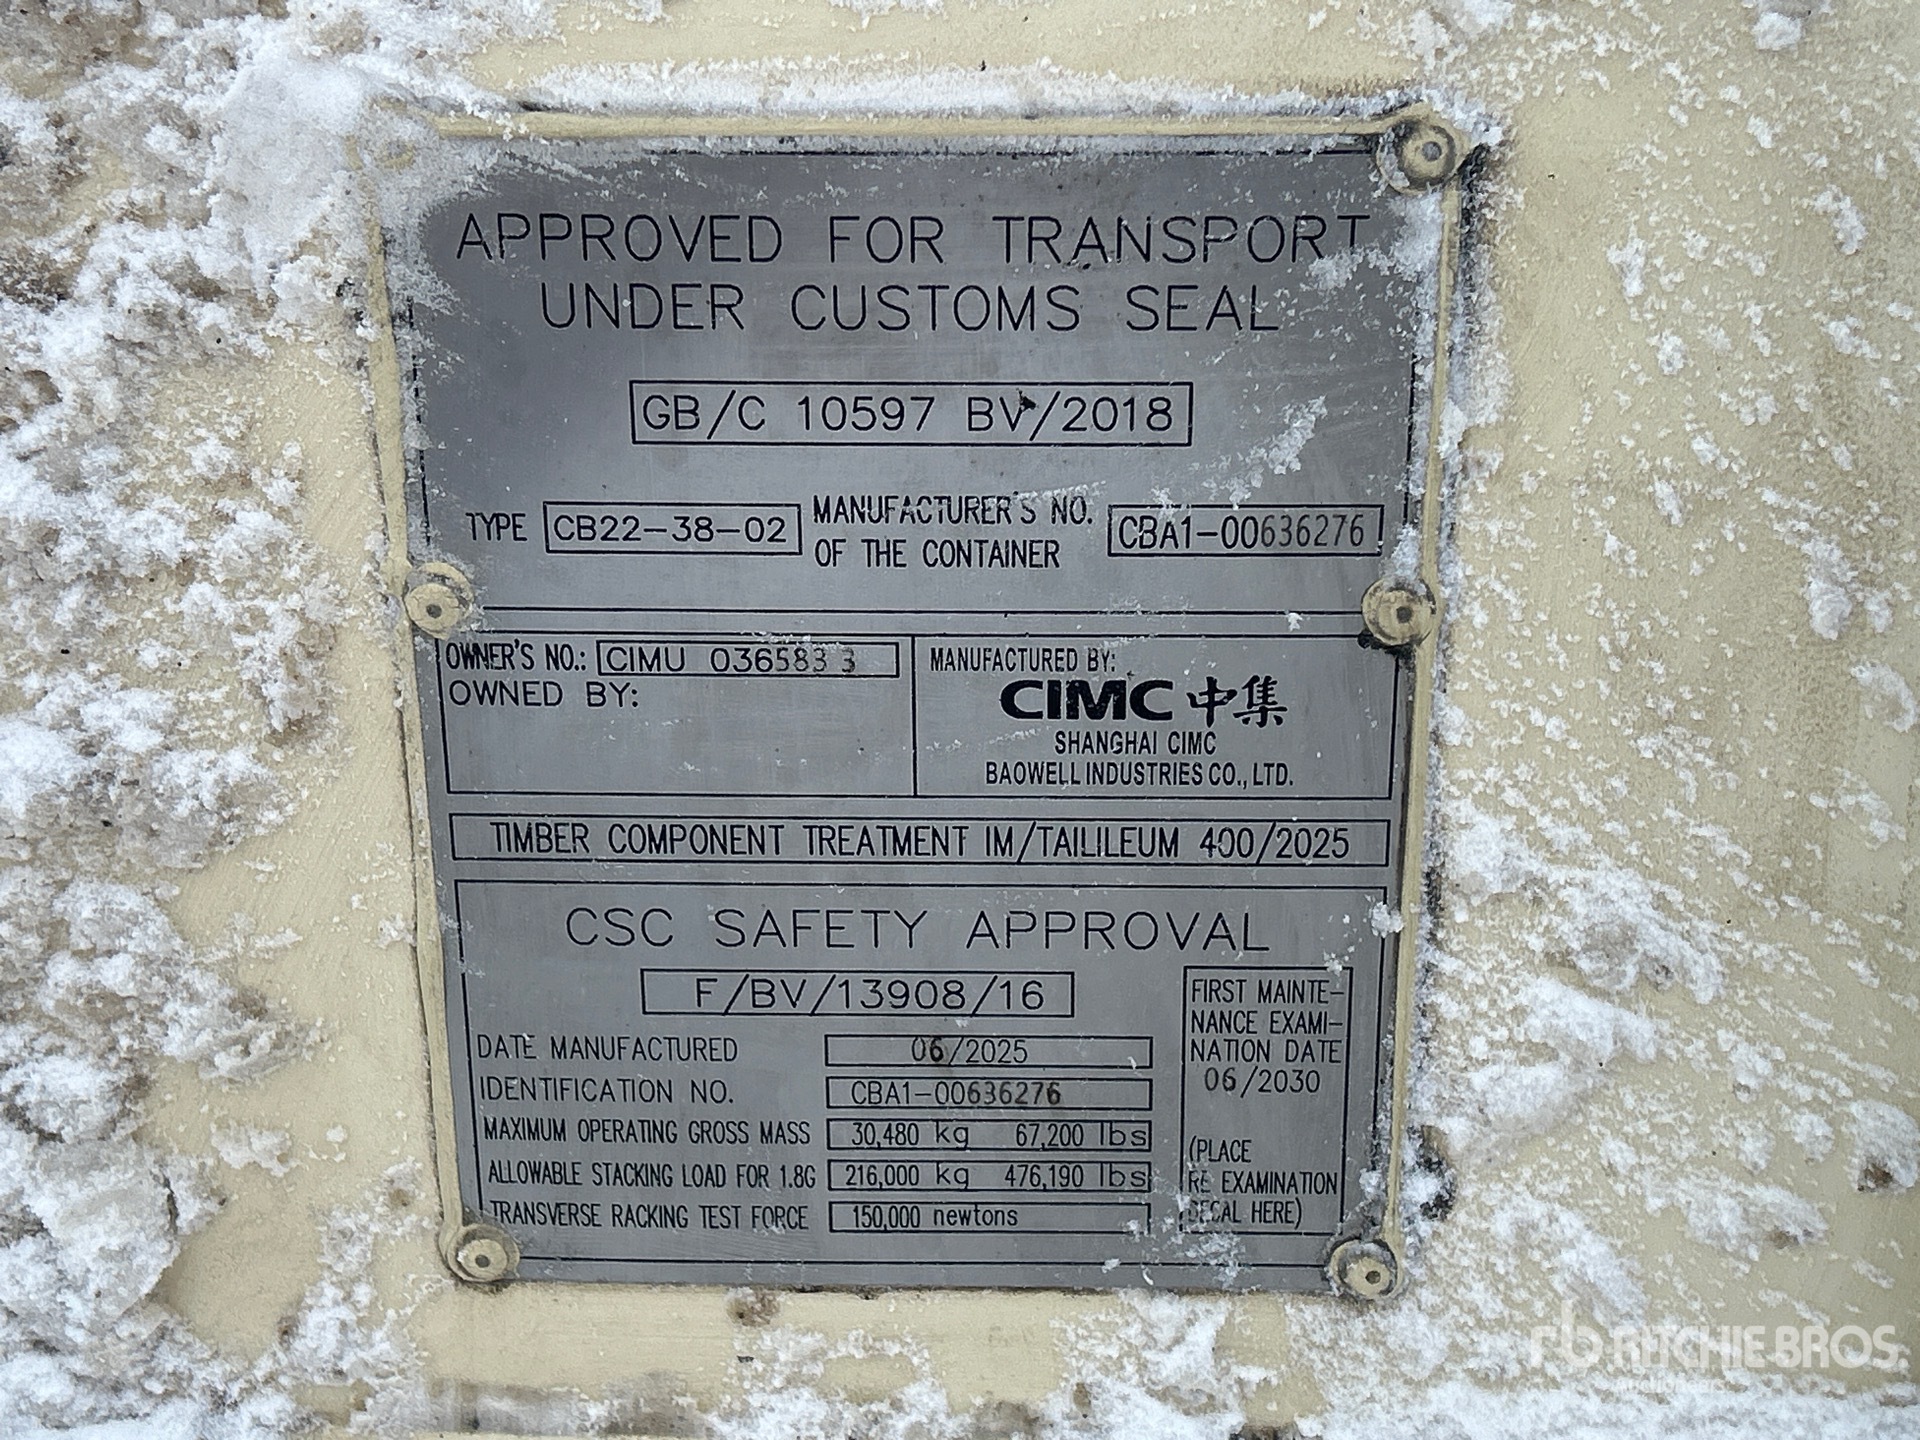 APPROVED FOR TRANSPORT
UNDER CUSTOMS SEAL
GB/C 10597 BV/2018
TYPE CB22-38-02 MANUFACTURER'S NO. OF THE CONTAINER CBA1-00636276
OWNER'S NO.: CIMU 036583 3
OWNED BY:
MANUFACTURED BY:
CIMC 中集
SHANGHAI CIMC
BAOWELL INDUSTRIES CO., LTD.
TIMBER COMPONENT TREATMENT IM/TAILILEUM 400/2025
CSC SAFETY APPROVAL
F/BV/13908/16
DATE MANUFACTURED 06/2025
IDENTIFICATION NO. CBA1-00636276
MAXIMUM OPERATING GROSS MASS 30,480 kg 67,200 lbs
ALLOWABLE STACKING LOAD FOR 1.8G 216,000 kg 476,190 lbs
TRANSVERSE RACKING TEST FORCE 150,000 newtons
FIRST MAINTE-
NANCE EXAMI-
NATION DATE
06/2030
(PLACE
RE EXAMINATION
DECAL HERE)
rb RITCHIE BROS.
Auctioneers